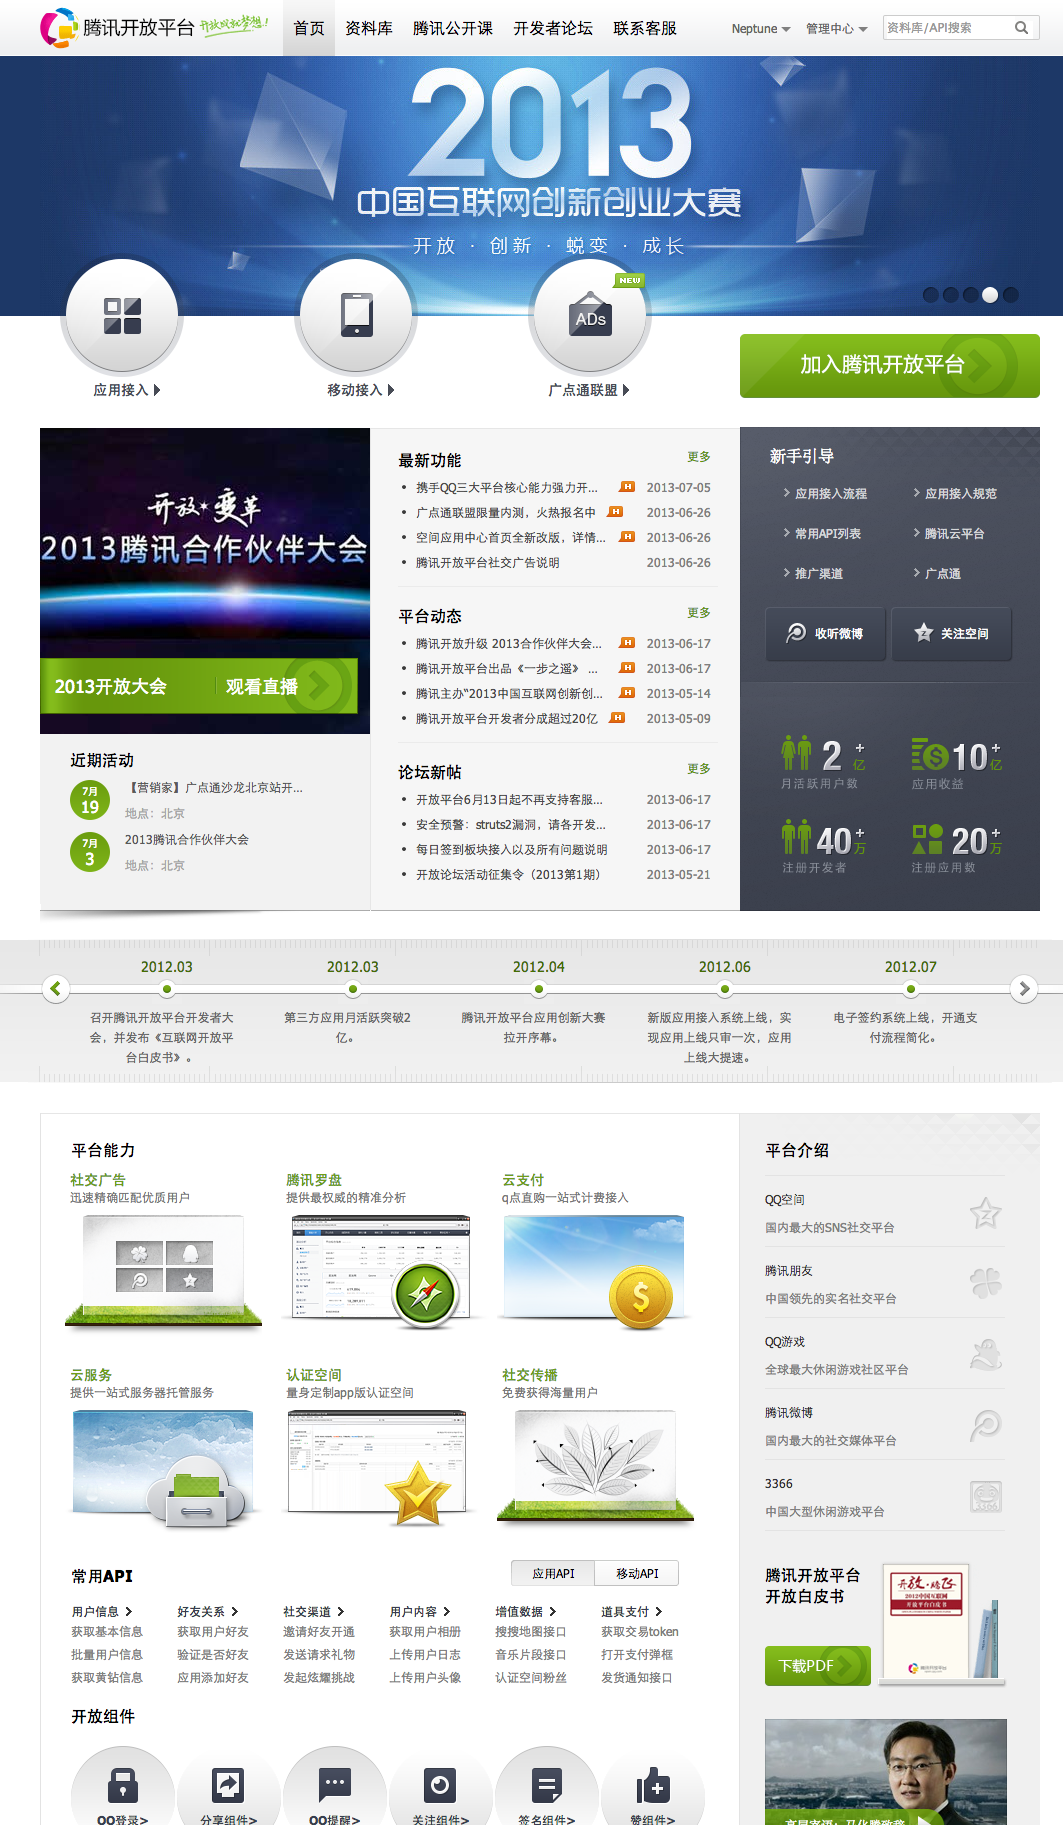 腾讯开放平台 开放成就梦想！
首页 资料库 腾讯公开课 开发者论坛 联系客服
Neptune 管理中心 资料库/API搜索
2013
中国互联网创新创业大赛
开放 · 创新 · 蜕变 · 成长
NEW
ADs
应用接入 移动接入 广点通联盟
加入腾讯开放平台
开放★变革
2013腾讯合作伙伴大会
2013开放大会 观看直播
近期活动
7月
19
【营销家】广点通沙龙北京站开...
地点：北京
7月
3
2013腾讯合作伙伴大会
地点：北京
最新功能 更多
携手QQ三大平台核心能力强力开... H 2013-07-05
广点通联盟限量内测，火热报名中 H 2013-06-26
空间应用中心首页全新改版，详情... H 2013-06-26
腾讯开放平台社交广告说明 2013-06-26
平台动态 更多
腾讯开放升级 2013合作伙伴大会... H 2013-06-17
腾讯开放平台出品《一步之遥》 ... H 2013-06-17
腾讯主办“2013中国互联网创新创... H 2013-05-14
腾讯开放平台开发者分成超过20亿 H 2013-05-09
论坛新帖 更多
开放平台6月13日起不再支持客服... 2013-06-17
安全预警：struts2漏洞，请各开发... 2013-06-17
每日签到板块接入以及所有问题说明 2013-06-17
开放论坛活动征集令（2013第1期） 2013-05-21
新手引导
应用接入流程 应用接入规范
常用API列表 腾讯云平台
推广渠道 广点通
收听微博 关注空间
2+亿 10+亿
月活跃用户数 应用收益
40+万 20+万
注册开发者 注册应用数
2012.03 2012.03 2012.04 2012.06 2012.07
召开腾讯开放平台开发者大会，并发布《互联网开放平台白皮书》。
第三方应用月活跃突破2亿。
腾讯开放平台应用创新大赛拉开序幕。
新版应用接入系统上线，实现应用上线只审一次，应用上线大提速。
电子签约系统上线，开通支付流程简化。
平台能力
社交广告 腾讯罗盘 云支付
迅速精确匹配优质用户 提供最权威的精准分析 q点直购一站式计费接入
云服务 认证空间 社交传播
提供一站式服务器托管服务 量身定制app版认证空间 免费获得海量用户
常用API 应用API 移动API
用户信息 好友关系 社交渠道 用户内容 增值数据 道具支付
获取基本信息 获取用户好友 邀请好友开通 获取用户相册 搜搜地图接口 获取交易token
批量用户信息 验证是否好友 发送请求礼物 上传用户日志 音乐片段接口 打开支付弹框
获取黄钻信息 应用添加好友 发起炫耀挑战 上传用户头像 认证空间粉丝 发货通知接口
开放组件
QQ登录> 分享组件> QQ提醒> 关注组件> 签名组件> 赞组件>
平台介绍
QQ空间
国内最大的SNS社交平台
腾讯朋友
中国领先的实名社交平台
QQ游戏
全球最大休闲游戏社区平台
腾讯微博
国内最大的社交媒体平台
3366
中国大型休闲游戏平台
腾讯开放平台
开放白皮书
下载PDF
开放·腾飞
2012中国互联网
开放平台白皮书
腾讯开放平台